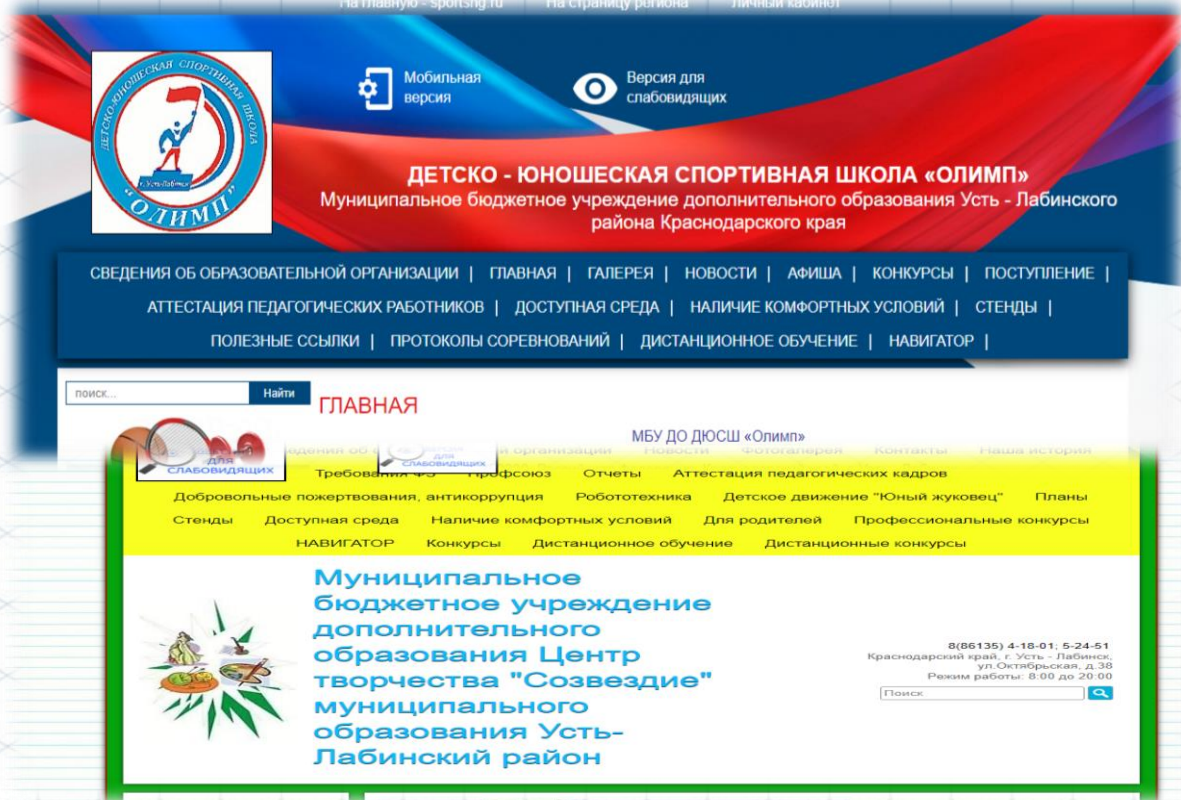 На главную - sportsng.ru На страницу региона Личный кабинет
ДЕТСКО-ЮНОШЕСКАЯ СПОРТИВНАЯ ШКОЛА
г. Усть-Лабинск
"ОЛИМП"
Мобильная
версия
Версия для
слабовидящих
ДЕТСКО - ЮНОШЕСКАЯ СПОРТИВНАЯ ШКОЛА «ОЛИМП»
Муниципальное бюджетное учреждение дополнительного образования Усть - Лабинского
района Краснодарского края
СВЕДЕНИЯ ОБ ОБРАЗОВАТЕЛЬНОЙ ОРГАНИЗАЦИИ | ГЛАВНАЯ | ГАЛЕРЕЯ | НОВОСТИ | АФИША | КОНКУРСЫ | ПОСТУПЛЕНИЕ |
АТТЕСТАЦИЯ ПЕДАГОГИЧЕСКИХ РАБОТНИКОВ | ДОСТУПНАЯ СРЕДА | НАЛИЧИЕ КОМФОРТНЫХ УСЛОВИЙ | СТЕНДЫ |
ПОЛЕЗНЫЕ ССЫЛКИ | ПРОТОКОЛЫ СОРЕВНОВАНИЙ | ДИСТАНЦИОННОЕ ОБУЧЕНИЕ | НАВИГАТОР |
поиск... Найти
ГЛАВНАЯ
МБУ ДО ДЮСШ «Олимп»
об организации Новости Фотогалерея Контакты Наша история
ДЛЯ
СЛАБОВИДЯЩИХ
ДЛЯ
СЛАБОВИДЯЩИХ
Требования ФЗ Профсоюз Отчеты Аттестация педагогических кадров
Добровольные пожертвования, антикоррупция Робототехника Детское движение "Юный жуковец" Планы
Стенды Доступная среда Наличие комфортных условий Для родителей Профессиональные конкурсы
НАВИГАТОР Конкурсы Дистанционное обучение Дистанционные конкурсы
Муниципальное
бюджетное учреждение
дополнительного
образования Центр
творчества "Созвездие"
муниципального
образования Усть-
Лабинский район
8(86135) 4-18-01; 5-24-51
Краснодарский край, г. Усть - Лабинск,
ул.Октябрьская, д.38
Режим работы: 8:00 до 20:00
Поиск